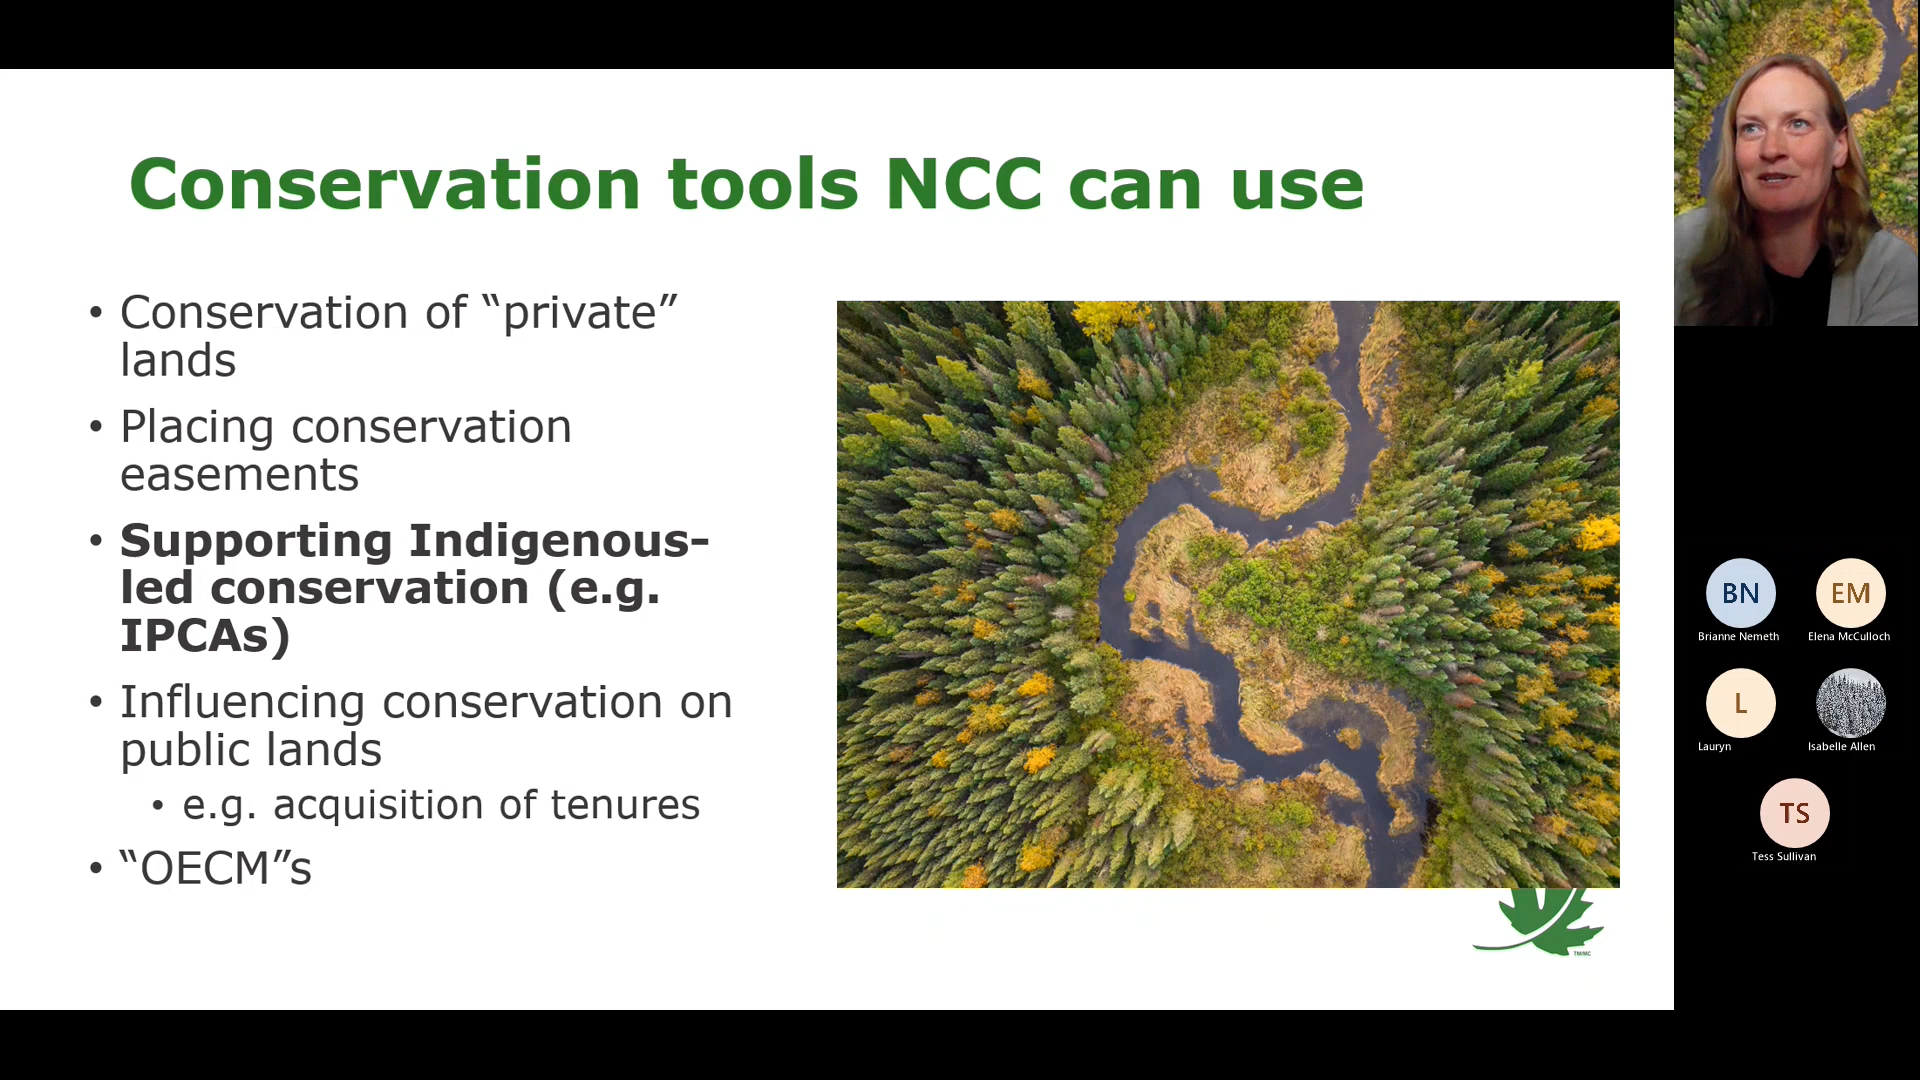 Conservation tools NCC can use
• Conservation of “private”
lands
• Placing conservation
easements
• Supporting Indigenous-
led conservation (e.g.
IPCAs)
• Influencing conservation on
public lands
• e.g. acquisition of tenures
• “OECM”s
TM/MC
BN
Brianne Nemeth
EM
Elena McCulloch
L
Lauryn
Isabelle Allen
TS
Tess Sullivan